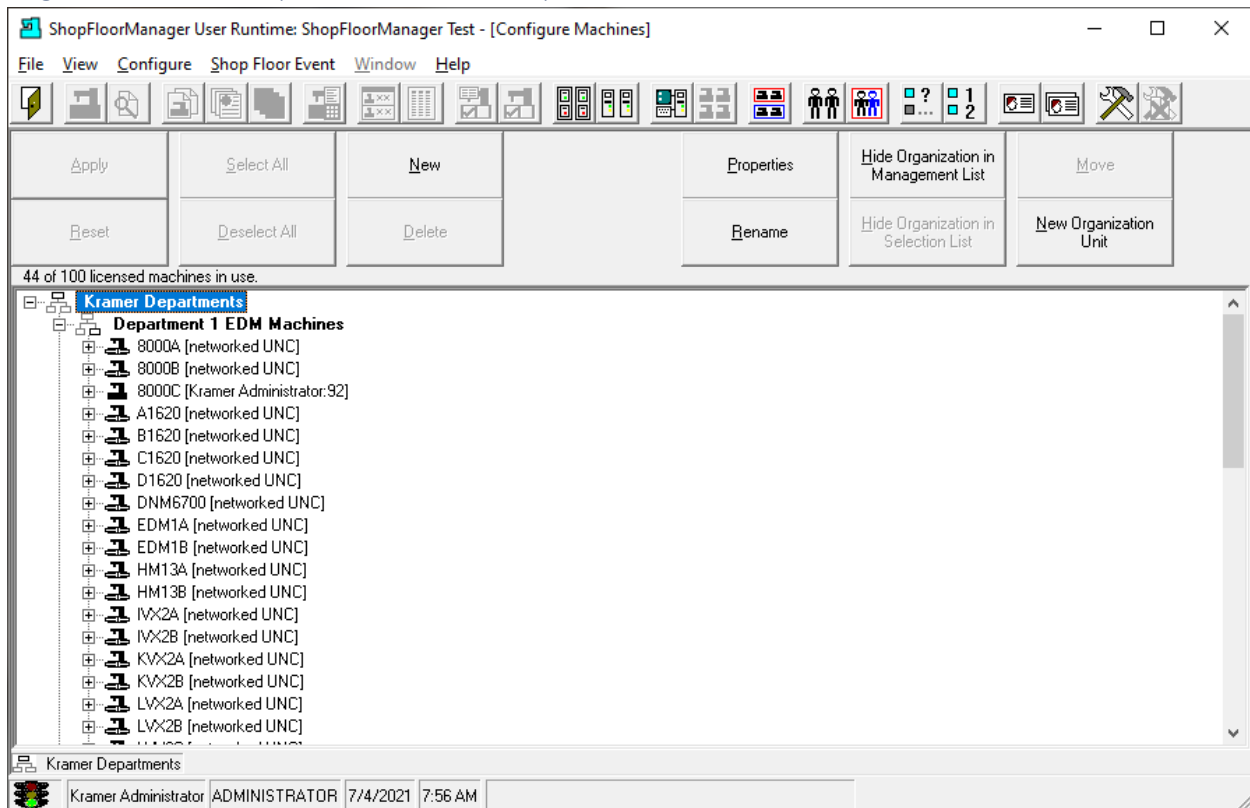 ShopFloorManager User Runtime: ShopFloorManager Test - [Configure Machines]
File View Configure Shop Floor Event Window Help
Apply Select All New Properties Hide Organization in Management List Move
Reset Deselect All Delete Rename Hide Organization in Selection List New Organization Unit
44 of 100 licensed machines in use.
Kramer Departments
Department 1 EDM Machines
8000A [networked UNC]
8000B [networked UNC]
8000C [Kramer Administrator:92]
A1620 [networked UNC]
B1620 [networked UNC]
C1620 [networked UNC]
D1620 [networked UNC]
DNM6700 [networked UNC]
EDM1A [networked UNC]
EDM1B [networked UNC]
HM13A [networked UNC]
HM13B [networked UNC]
IVX2A [networked UNC]
IVX2B [networked UNC]
KVX2A [networked UNC]
KVX2B [networked UNC]
LVX2A [networked UNC]
LVX2B [networked UNC]
Kramer Departments
Kramer Administrator ADMINISTRATOR 7/4/2021 7:56 AM